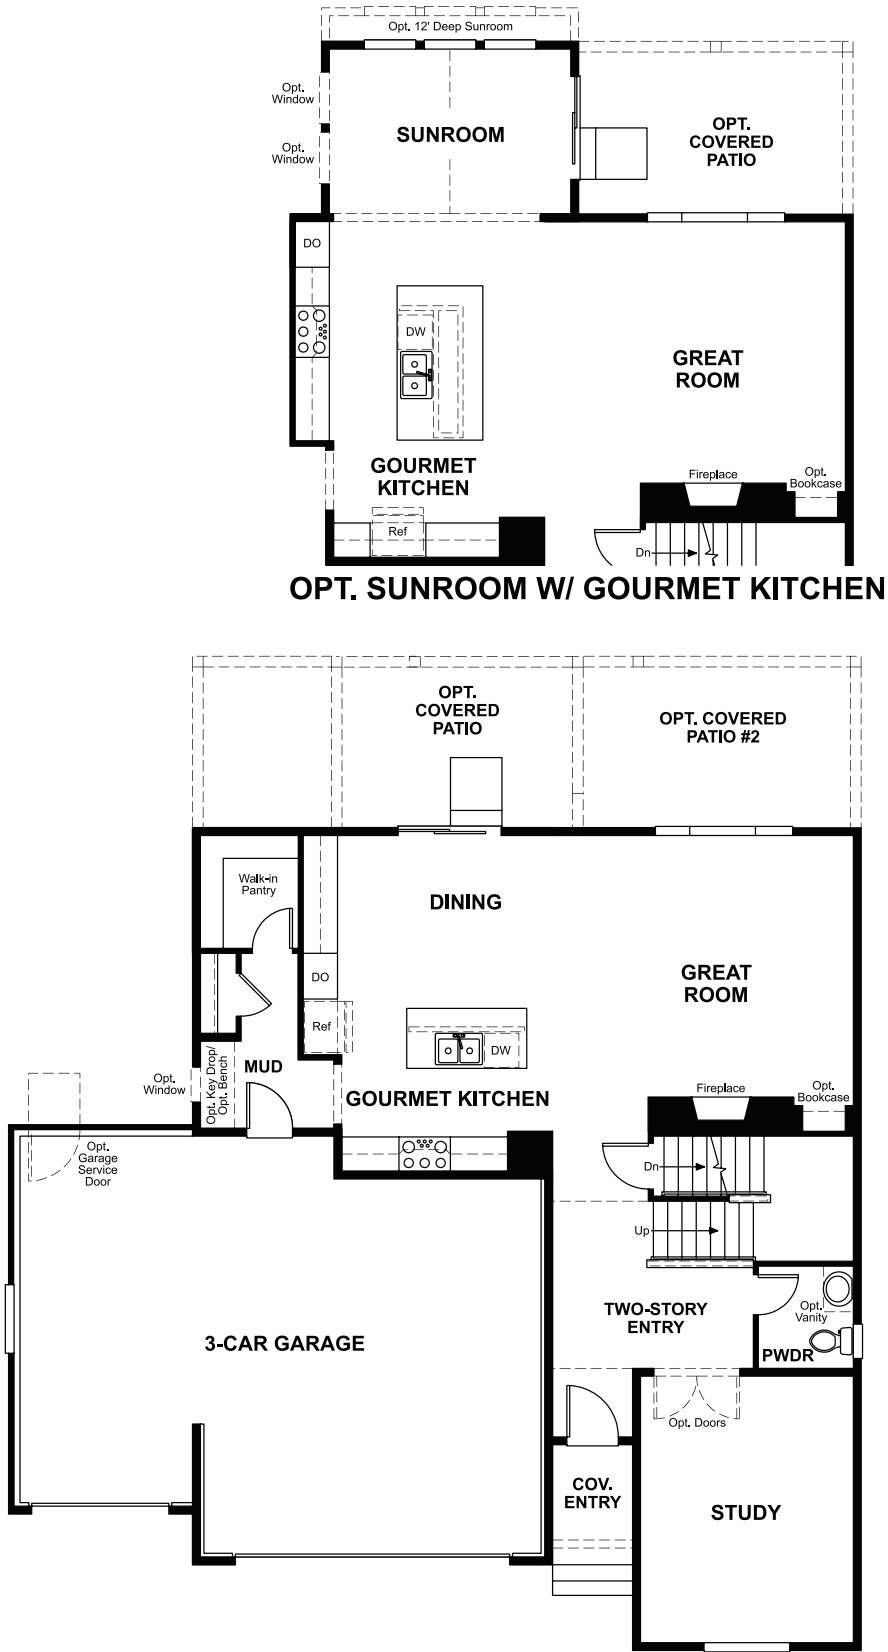 Opt. 12' Deep Sunroom
Opt.
Window
Opt.
Window
SUNROOM
OPT.
COVERED
PATIO
DO
DW
GREAT
ROOM
GOURMET
KITCHEN
Fireplace
Opt.
Bookcase
Ref
Dn
OPT. SUNROOM W/ GOURMET KITCHEN
OPT.
COVERED
PATIO
OPT. COVERED
PATIO #2
Walk-in
Pantry
DINING
DO
GREAT
ROOM
Ref
DW
Opt. Key Drop/
Opt. Bench
MUD
Opt.
Window
GOURMET KITCHEN
Fireplace
Opt.
Bookcase
Opt.
Garage
Service
Door
Dn
Up
TWO-STORY
ENTRY
Opt.
Vanity
PWDR
3-CAR GARAGE
Opt. Doors
COV.
ENTRY
STUDY